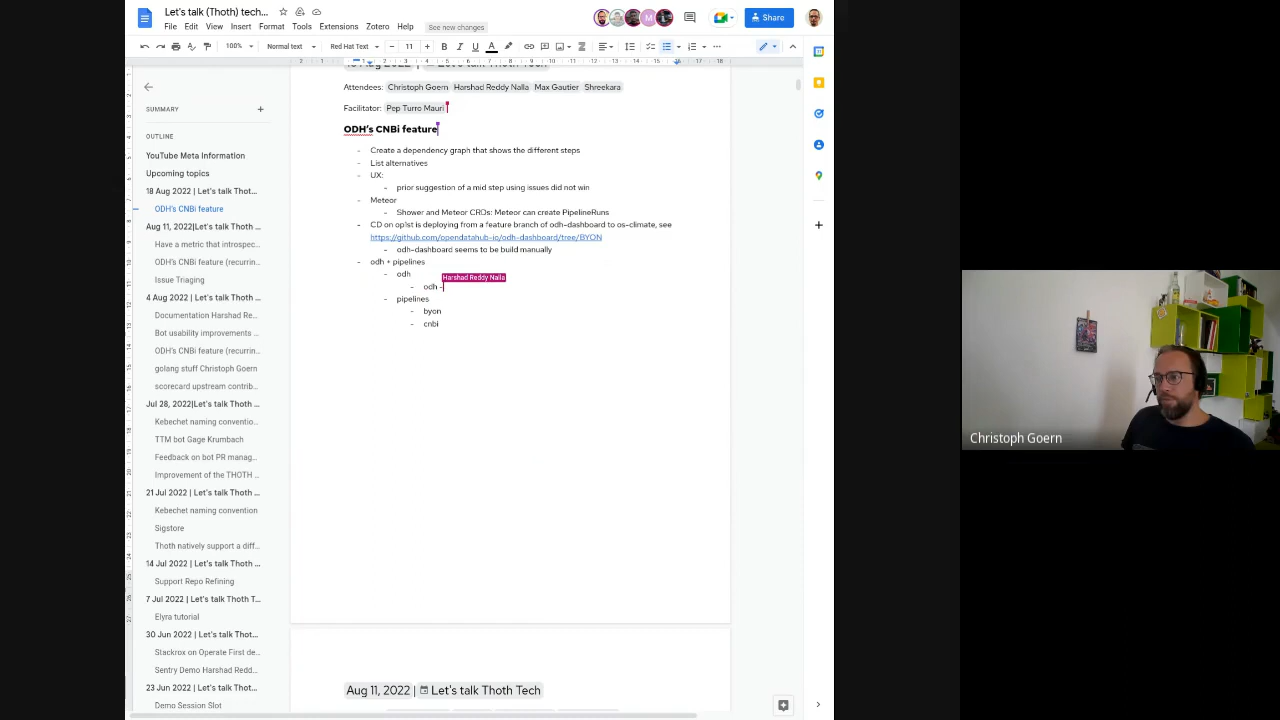 Let's talk (Thoth) tech...
File Edit View Insert Format Tools Extensions Zotero Help See new changes
Share
100% Normal text Red Hat Text 11
SUMMARY
OUTLINE
YouTube Meta Information
Upcoming topics
18 Aug 2022 | Let's talk Thot...
ODH's CNBi feature
Aug 11, 2022|Let's talk Thoth...
Have a metric that introspec...
ODH's CNBi feature (recurrin...
Issue Triaging
4 Aug 2022 | Let's talk Thoth ...
Documentation Harshad Re...
Bot usability improvements ...
ODH's CNBi feature (recurrin...
golang stuff Christoph Goern
scorecard upstream contrib...
Jul 28, 2022|Let's talk Thoth ...
Kebechet naming conventio...
TTM bot Gage Krumbach
Feedback on bot PR manag...
Improvement of the THOTH ...
21 Jul 2022 | Let's talk Thoth ...
Kebechet naming convention
Sigstore
Thoth natively support a diff...
14 Jul 2022 | Let's talk Thoth ...
Support Repo Refining
7 Jul 2022 | Let's talk Thoth T...
Elyra tutorial
30 Jun 2022 | Let's talk Thot...
Stackrox on Operate First de...
Sentry Demo Harshad Redd...
23 Jun 2022 | Let's talk Thot...
Demo Session Slot
Attendees: Christoph Goern Harshad Reddy Nalla Max Gautier Shreekara
Facilitator: Pep Turro Mauri
ODH's CNBi feature
- Create a dependency graph that shows the different steps
- List alternatives
- UX:
- prior suggestion of a mid step using issues did not win
- Meteor
- Shower and Meteor CRDs: Meteor can create PipelineRuns
- CD on op1st is deploying from a feature branch of odh-dashboard to os-climate, see
https://github.com/opendatahub-io/odh-dashboard/tree/BYON
- odh-dashboard seems to be build manually
- odh + pipelines
- odh
Harshad Reddy Nalla
- odh -
- pipelines
- byon
- cnbi
Aug 11, 2022 | Let's talk Thoth Tech
Christoph Goern